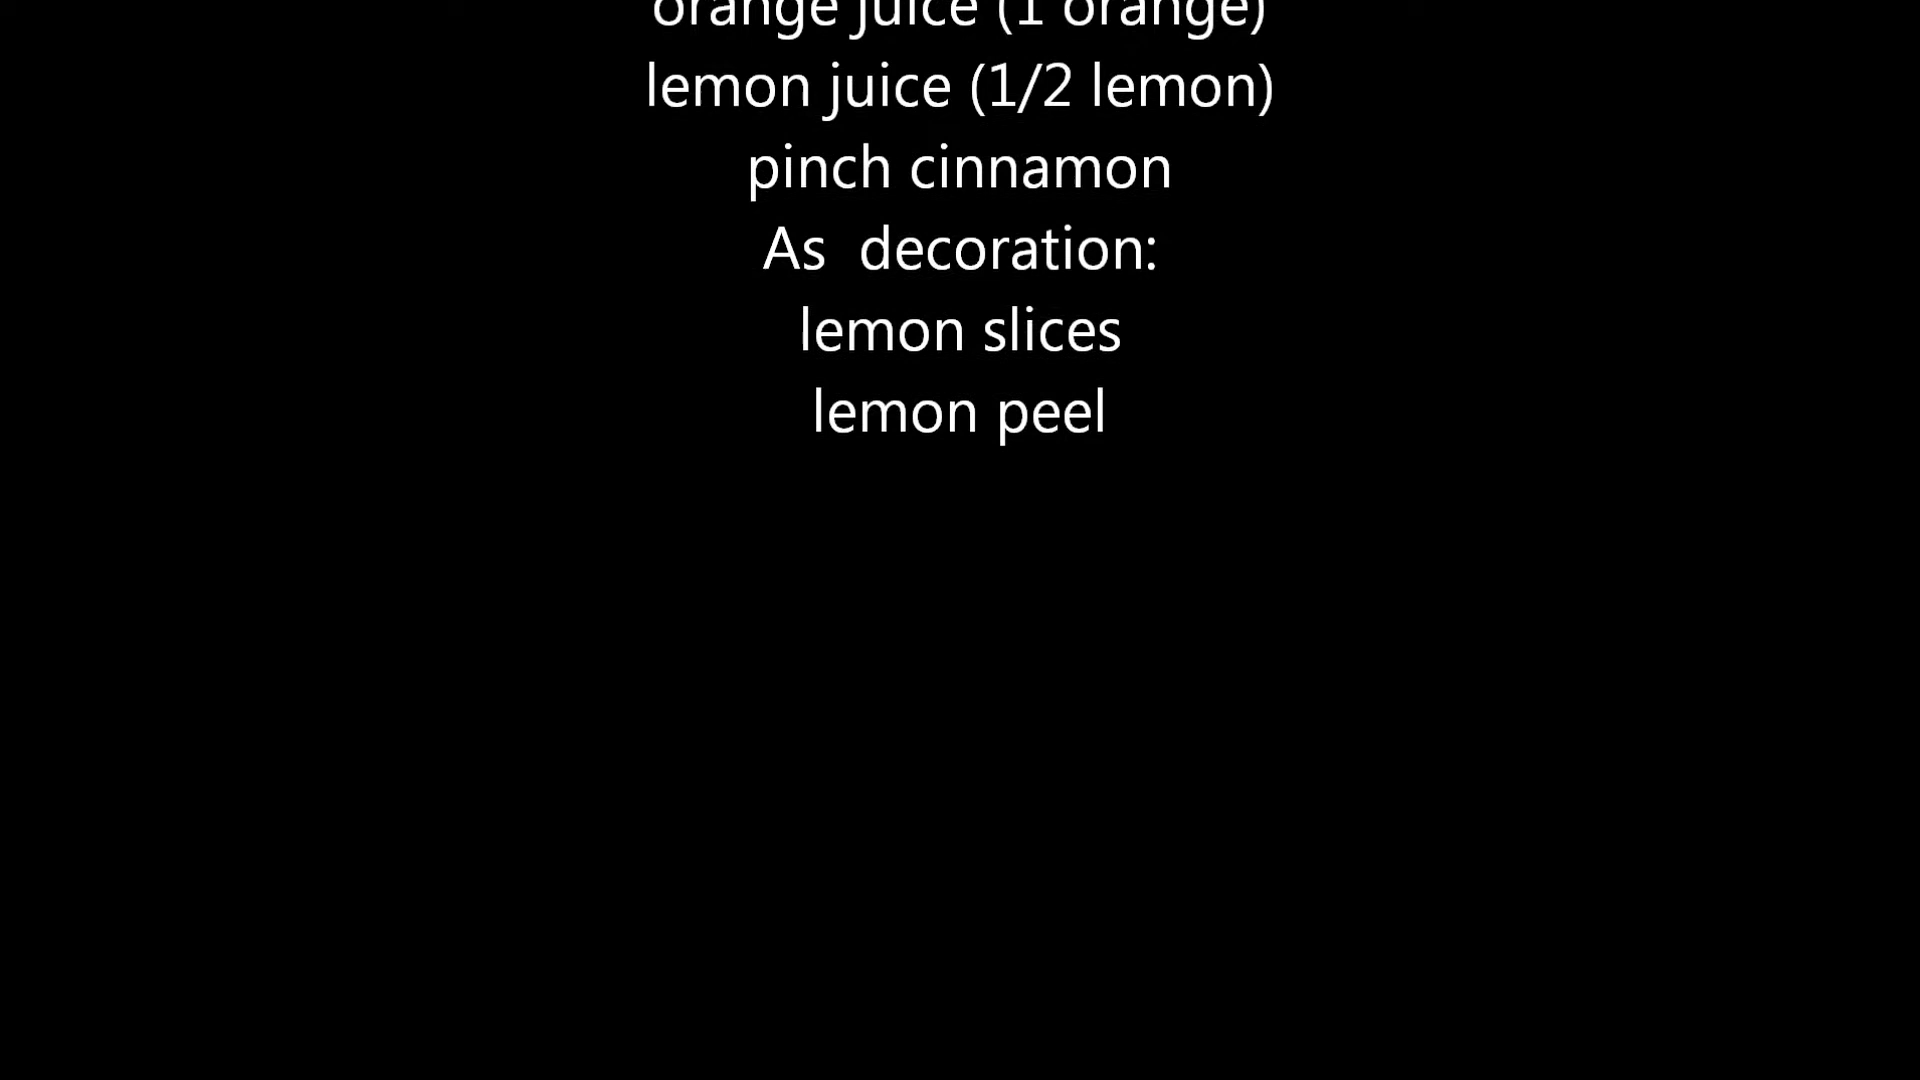 orange juice (1 orange)
lemon juice (1/2 lemon)
pinch cinnamon
As  decoration:
lemon slices
lemon peel